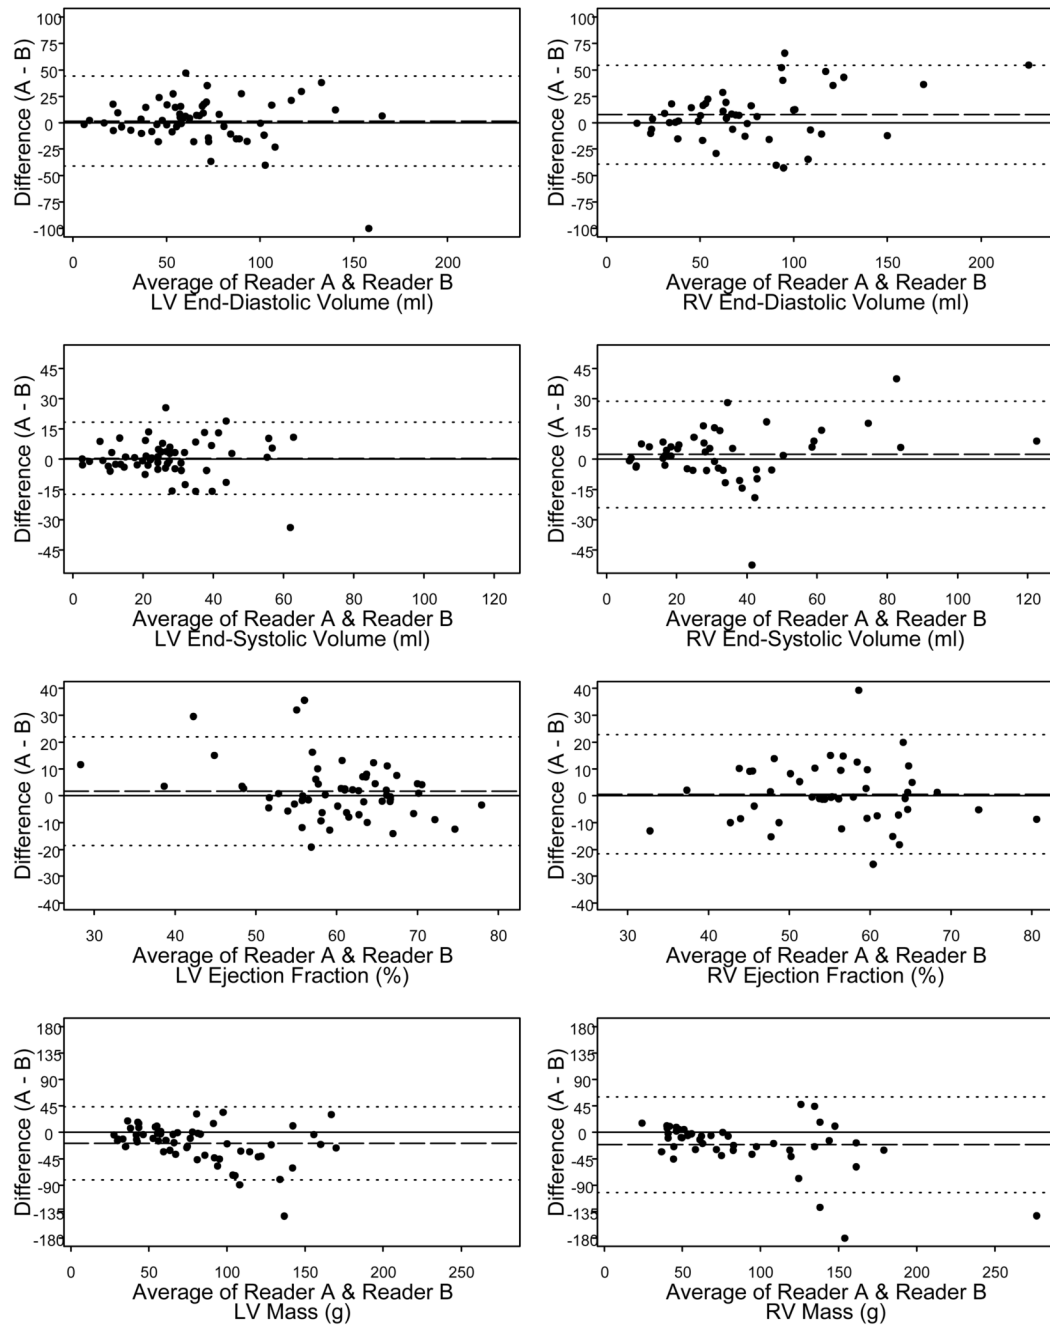 100
75
50
25
0
-25
-50
-75
-100
Difference (A - B)
0 50 100 150 200
Average of Reader A & Reader B
LV End-Diastolic Volume (ml)
100
75
50
25
0
-25
-50
-75
-100
Difference (A - B)
0 50 100 150 200
Average of Reader A & Reader B
RV End-Diastolic Volume (ml)
45
30
15
0
-15
-30
-45
Difference (A - B)
0 20 40 60 80 100 120
Average of Reader A & Reader B
LV End-Systolic Volume (ml)
45
30
15
0
-15
-30
-45
Difference (A - B)
0 20 40 60 80 100 120
Average of Reader A & Reader B
RV End-Systolic Volume (ml)
40
30
20
10
0
-10
-20
-30
-40
Difference (A - B)
30 40 50 60 70 80
Average of Reader A & Reader B
LV Ejection Fraction (%)
40
30
20
10
0
-10
-20
-30
-40
Difference (A - B)
30 40 50 60 70 80
Average of Reader A & Reader B
RV Ejection Fraction (%)
180
135
90
45
0
-45
-90
-135
-180
Difference (A - B)
0 50 100 150 200 250
Average of Reader A & Reader B
LV Mass (g)
180
135
90
45
0
-45
-90
-135
-180
Difference (A - B)
0 50 100 150 200 250
Average of Reader A & Reader B
RV Mass (g)